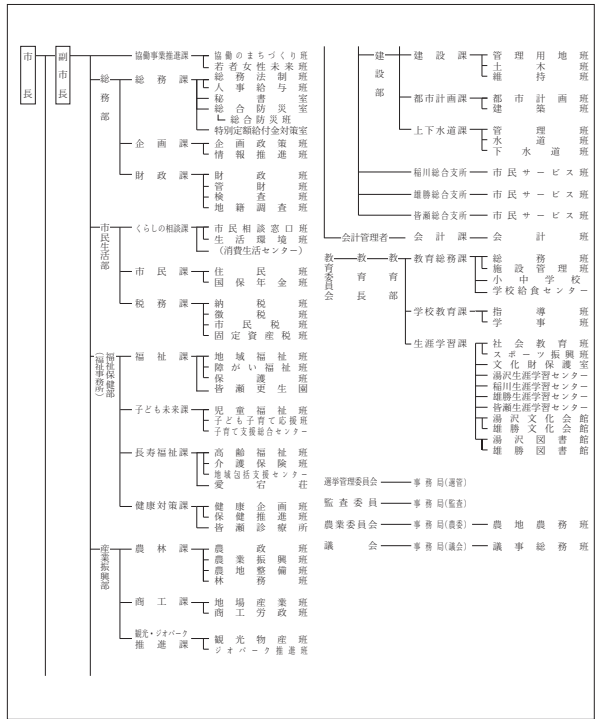 市長
副市長
協働事業推進課
協働のまちづくり班
若者女性未来班
総務部
総務課
総務法制班
人事給与班
秘書室
総合防災室
総合防災班
特別定額給付金対策室
企画課
企画政策班
情報推進班
財政課
財政班
管財班
検査班
地籍調査班
市民生活部
くらしの相談課
市民相談窓口班
生活環境班
(消費生活センター)
市民課
住民班
国保年金班
税務課
納税班
徴税班
市民税班
固定資産税班
福祉保健部
(福祉事務所)
福祉課
地域福祉班
障がい福祉班
保護班
皆瀬更生園
子ども未来課
児童福祉班
子ども子育て応援班
子育て支援総合センター
長寿福祉課
高齢福祉班
介護保険班
地域包括支援センター
愛宕荘
健康対策課
健康企画班
保健推進班
皆瀬診療所
産業振興部
農林課
農政班
農業振興班
農地整備班
林務班
商工課
地場産業班
商工労政班
観光・ジオパーク
推進課
観光物産班
ジオパーク推進班
建設部
建設課
管理用地班
土木班
維持班
都市計画課
都市計画班
建築班
上下水道課
管理班
水道班
下水道班
稲川総合支所
市民サービス班
雄勝総合支所
市民サービス班
皆瀬総合支所
市民サービス班
会計管理者
会計課
会計班
教育委員会
教育長
教育部
教育総務課
総務班
施設管理班
小中学校
学校給食センター
学校教育課
指導班
学事班
生涯学習課
社会教育班
スポーツ振興班
文化財保護室
湯沢生涯学習センター
稲川生涯学習センター
雄勝生涯学習センター
皆瀬生涯学習センター
湯沢文化会館
雄勝文化会館
湯沢図書館
雄勝図書館
選挙管理委員会
事務局(選管)
監査委員
事務局(監査)
農業委員会
事務局(農委)
農地農務班
議会
事務局(議会)
議事総務班